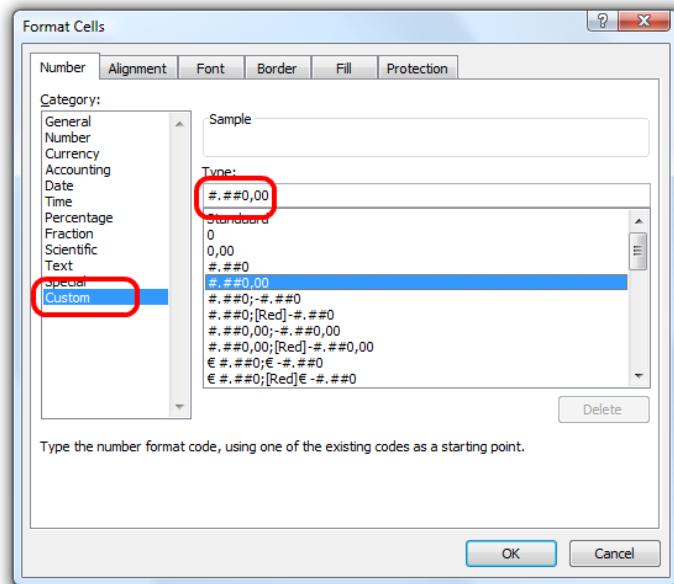 Format Cells
Number Alignment Font Border Fill Protection
Category:
General
Number
Currency
Accounting
Date
Time
Percentage
Fraction
Scientific
Text
Special
Custom
Sample
Type:
#.##0,00
Standaard
0
0,00
#.##0
#.##0,00
#.##0;-#.##0
#.##0;[Red]-#.##0
#.##0,00;-#.##0,00
#.##0,00;[Red]-#.##0,00
€ #.##0;€ -#.##0
€ #.##0;[Red]€ -#.##0
Delete
Type the number format code, using one of the existing codes as a starting point.
OK Cancel